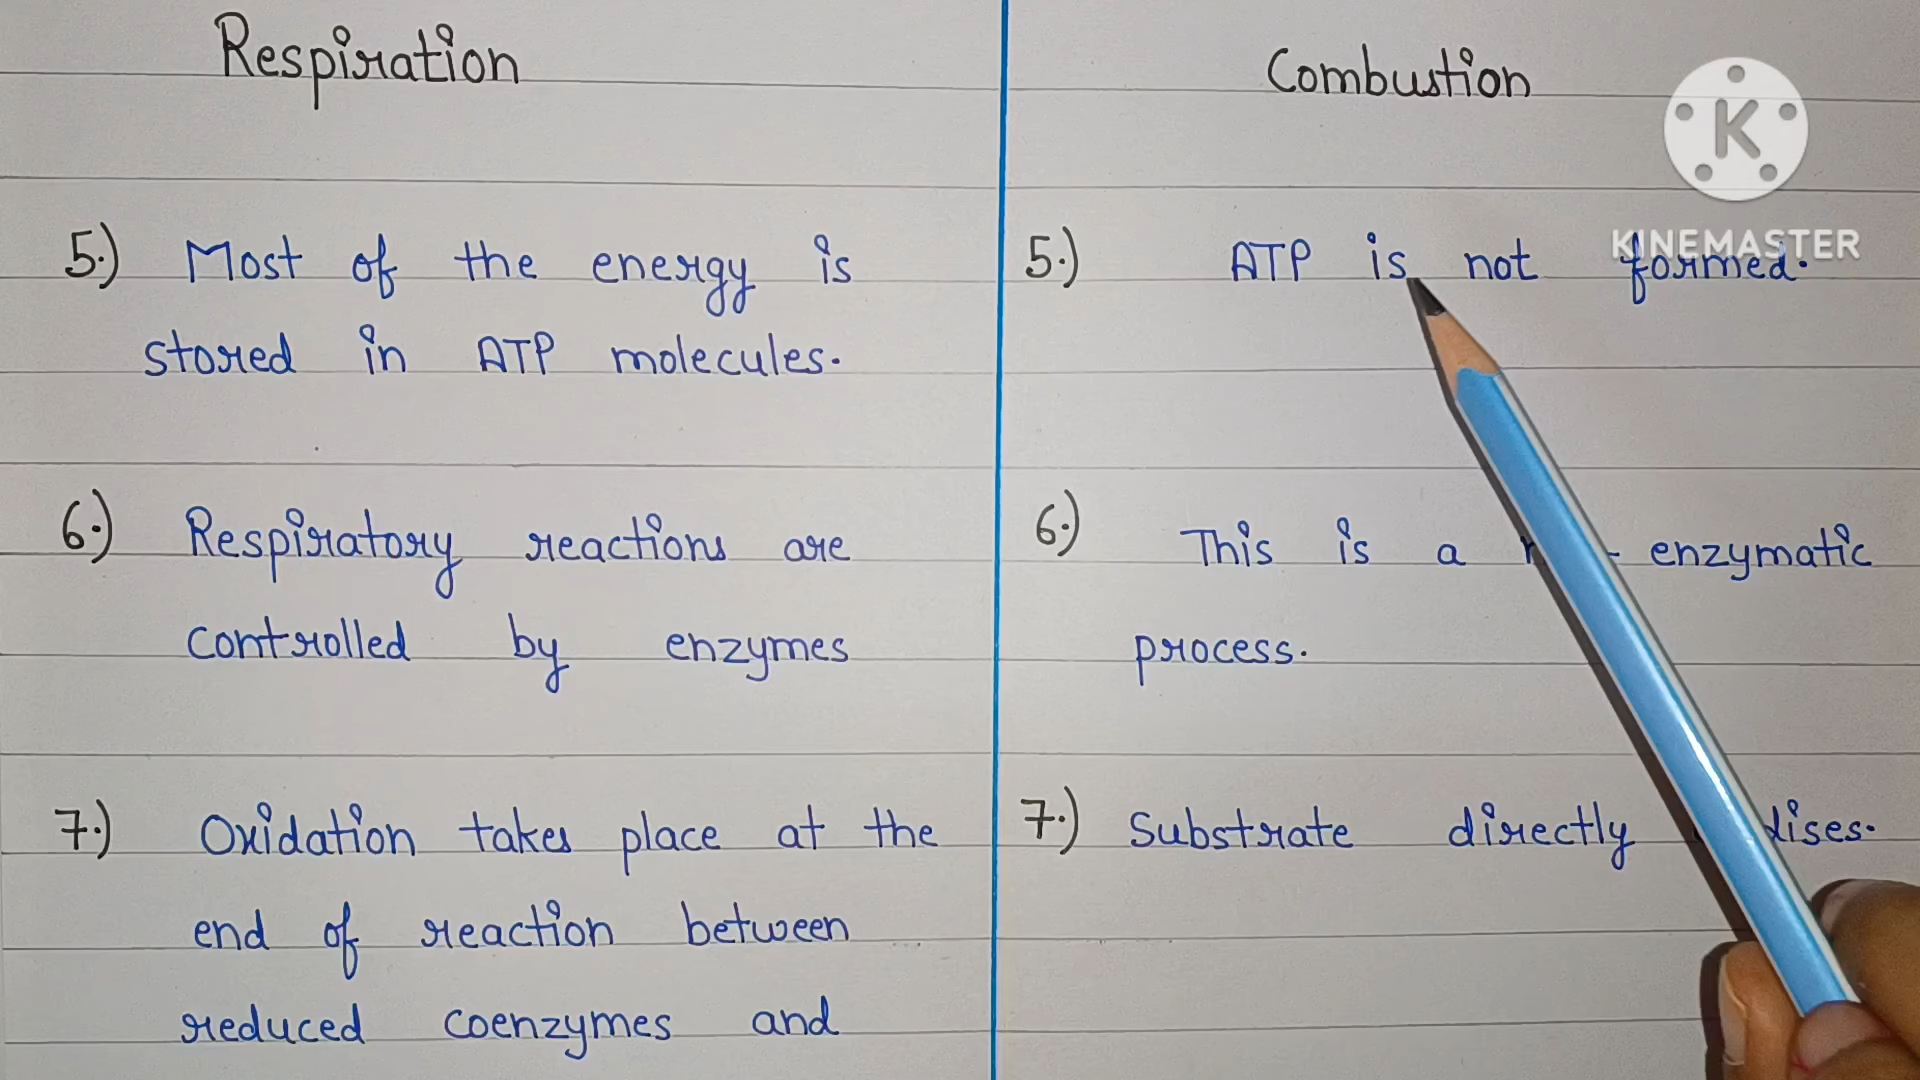 Respiration
5.) Most of the energy is
stored in ATP molecules.
6.) Respiratory reactions are
controlled by enzymes
7.) Oxidation takes place at the
end of reaction between
reduced coenzymes and
Combustion
K
KINEMASTER
5.) ATP is not formed.
6.) This is a enzymatic
process.
7.) Substrate directly